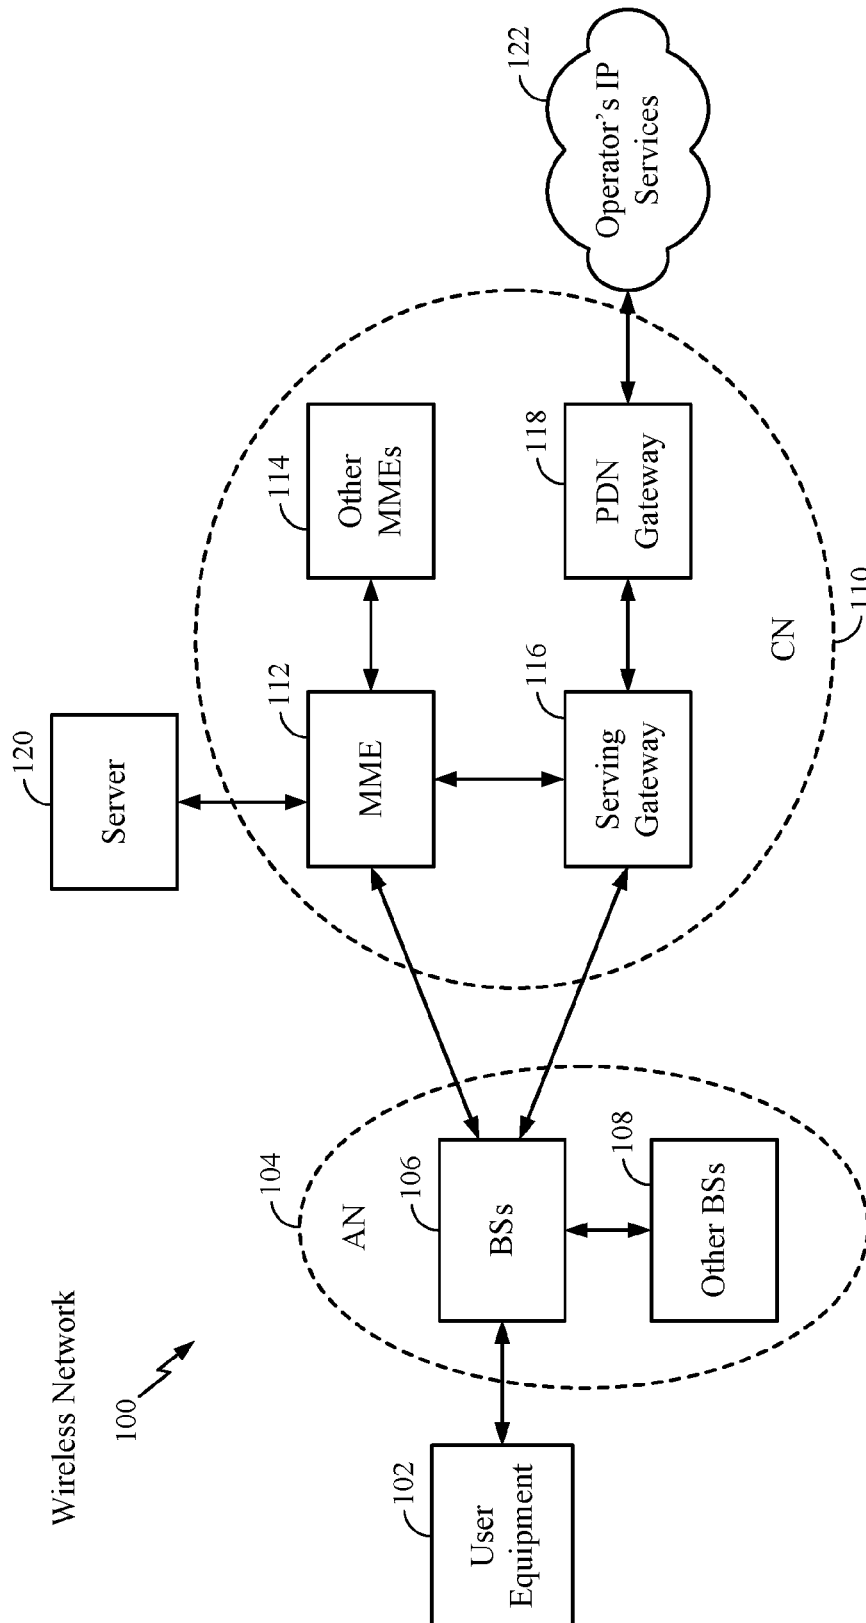 Wireless Network
100
102
User
Equipment
104
AN
106
BSs
108
Other BSs
120
Server
112
MME
114
Other
MMEs
116
Serving
Gateway
118
PDN
Gateway
CN
110
122
Operator's IP
Services